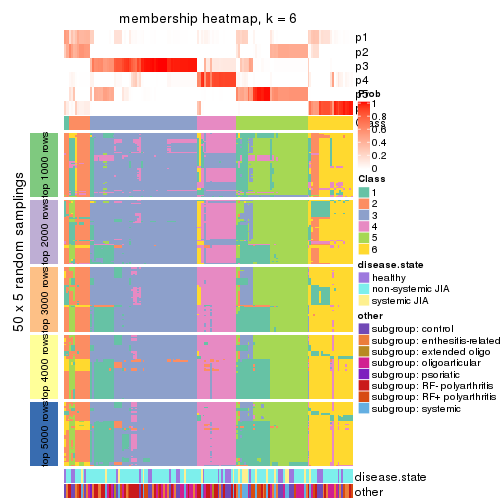 membership heatmap, k = 6
p1
p2
p3
p4
p5
Prob
1
0.8
0.6
0.4
0.2
0
Class
1
2
3
4
5
6
disease.state
healthy
non-systemic JIA
systemic JIA
other
subgroup: control
subgroup: enthesitis-related
subgroup: extended oligo
subgroup: oligoarticular
subgroup: psoriatic
subgroup: RF- polyarthritis
subgroup: RF+ polyarthritis
subgroup: systemic
50 x 5 random samplings
top 1000 rows
top 2000 rows
top 3000 rows
top 4000 rows
top 5000 rows
disease.state
other